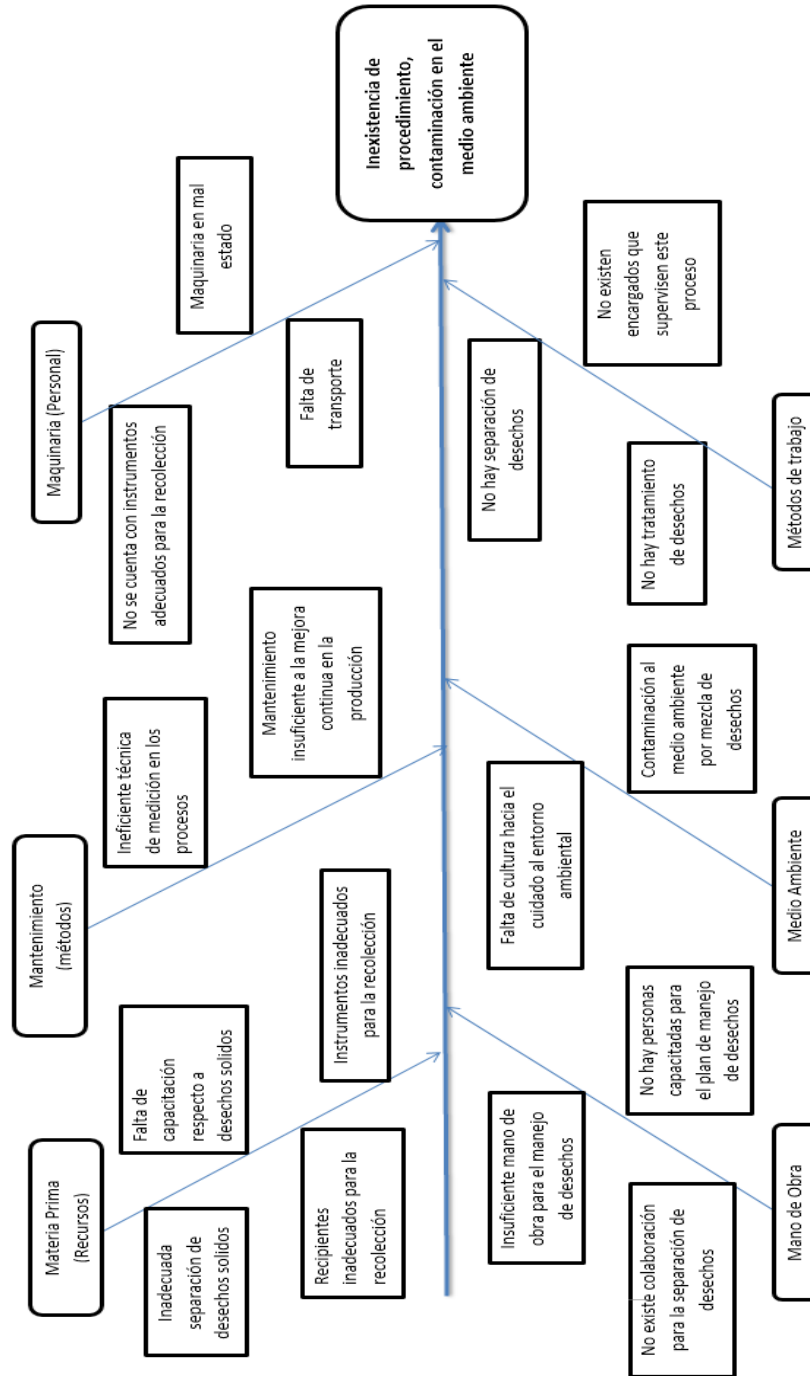 Materia Prima
(Recursos)
Mantenimiento
(métodos)
Maquinaria (Personal)
Inadecuada
separación de
desechos solidos
Falta de
capacitación
respecto a
desechos solidos
Ineficiente técnica
de medición en los
procesos
No se cuenta con instrumentos
adecuados para la recolección
Maquinaria en mal
estado
Recipientes
inadecuados para la
recolección
Instrumentos inadecuados
para la recolección
Mantenimiento
insuficiente a la mejora
continua en la
producción
Falta de
transporte
Inexistencia de
procedimiento,
contaminación en el
medio ambiente
Insuficiente mano de
obra para el manejo
de desechos
Falta de cultura hacia el
cuidado al entorno
ambiental
No hay separación de
desechos
No existe colaboración
para la separación de
desechos
No hay personas
capacitadas para
el plan de manejo
de desechos
Contaminación al
medio ambiente
por mezcla de
desechos
No hay tratamiento
de desechos
No existen
encargados que
supervisen este
proceso
Mano de Obra
Medio Ambiente
Métodos de trabajo